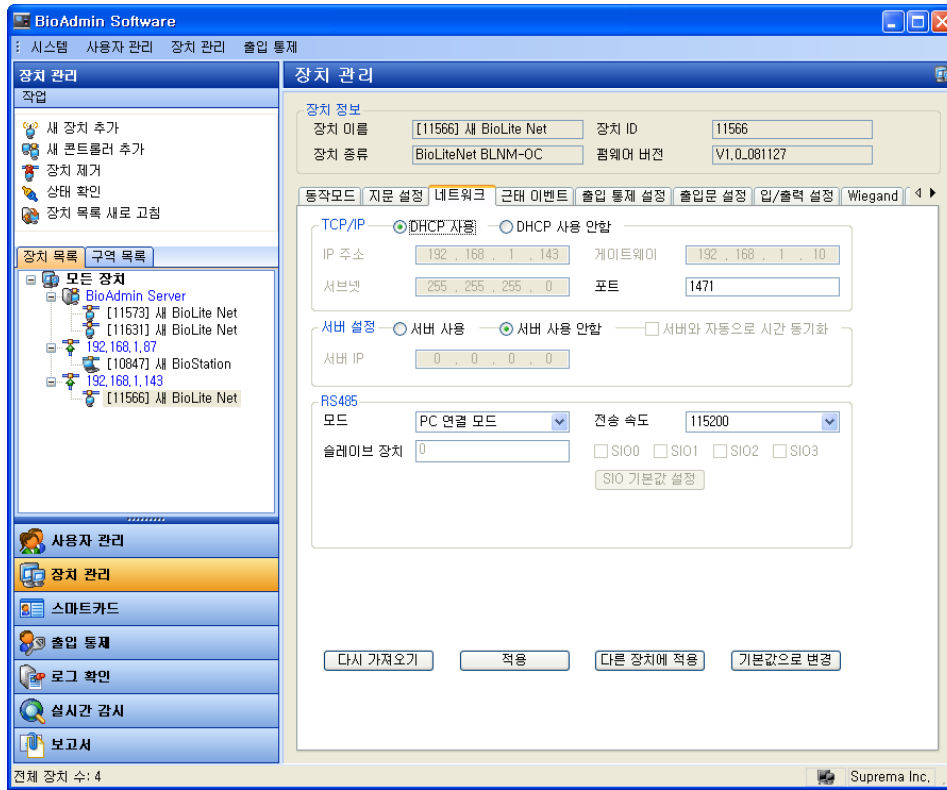 BioAdmin Software
시스템 사용자 관리 장치 관리 출입 통제
장치 관리
작업
새 장치 추가
새 콘트롤러 추가
장치 제거
상태 확인
장치 목록 새로 고침
장치 목록 구역 목록
모든 장치
BioAdmin Server
[11573] 새 BioLite Net
[11631] 새 BioLite Net
192.168.1.87
[10847] 새 BioStation
192.168.1.143
[11566] 새 BioLite Net
사용자 관리
장치 관리
스마트카드
출입 통제
로그 확인
실시간 감시
보고서
장치 관리
장치 정보
장치 이름 [11566] 새 BioLite Net 장치 ID 11566
장치 종류 BioLiteNet BLNM-OC 펌웨어 버전 V1.0_081127
동작모드 지문 설정 네트워크 근태 이벤트 출입 통제 설정 출입문 설정 입/출력 설정 Wiegand
TCP/IP DHCP 사용 DHCP 사용 안함
IP 주소 192 . 168 . 1 . 143 게이트웨이 192 . 168 . 1 . 10
서브넷 255 . 255 . 255 . 0 포트 1471
서버 설정 서버 사용 서버 사용 안함 서버와 자동으로 시간 동기화
서버 IP 0 . 0 . 0 . 0
RS485
모드 PC 연결 모드 전송 속도 115200
슬레이브 장치 0 SIO0 SIO1 SIO2 SIO3
SIO 기본값 설정
다시 가져오기 적용 다른 장치에 적용 기본값으로 변경
전체 장치 수: 4 Suprema Inc.